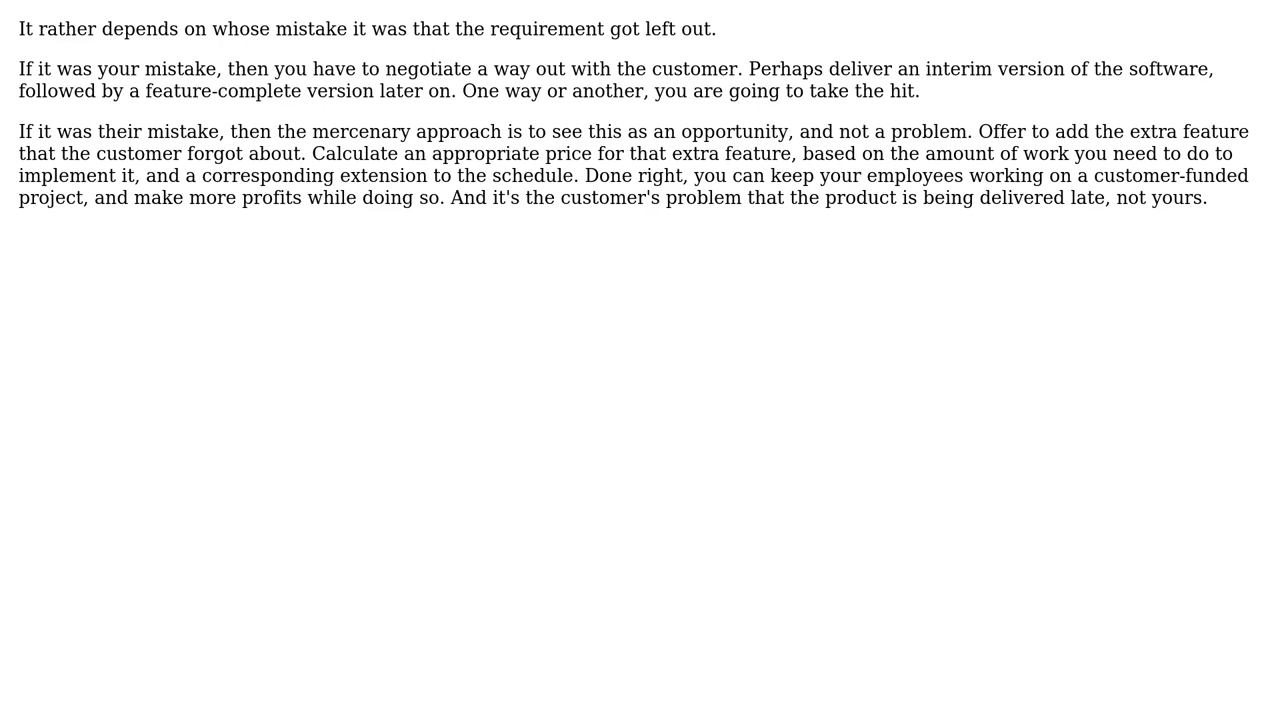 It rather depends on whose mistake it was that the requirement got left out.
If it was your mistake, then you have to negotiate a way out with the customer. Perhaps deliver an interim version of the software,
followed by a feature-complete version later on. One way or another, you are going to take the hit.
If it was their mistake, then the mercenary approach is to see this as an opportunity, and not a problem. Offer to add the extra feature
that the customer forgot about. Calculate an appropriate price for that extra feature, based on the amount of work you need to do to
implement it, and a corresponding extension to the schedule. Done right, you can keep your employees working on a customer-funded
project, and make more profits while doing so. And it's the customer's problem that the product is being delivered late, not yours.